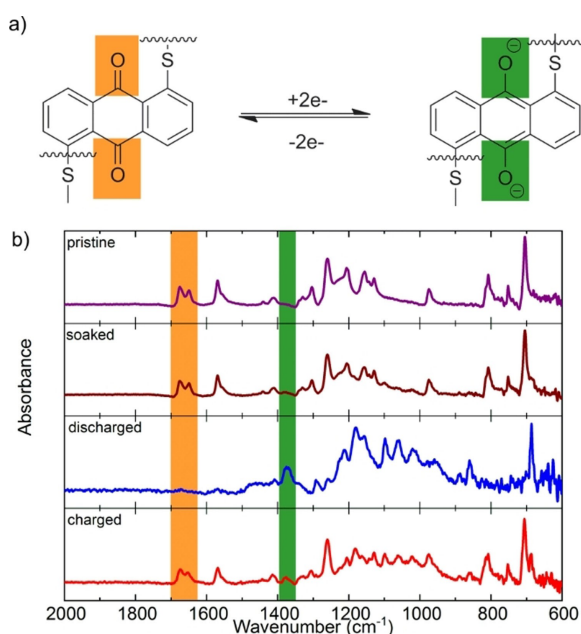 a)
O
S
O
S
+2e-
-2e-
O
S
O
S
b)
pristine
soaked
discharged
charged
Absorbance
2000 1800 1600 1400 1200 1000 800 600
Wavenumber (cm-1)